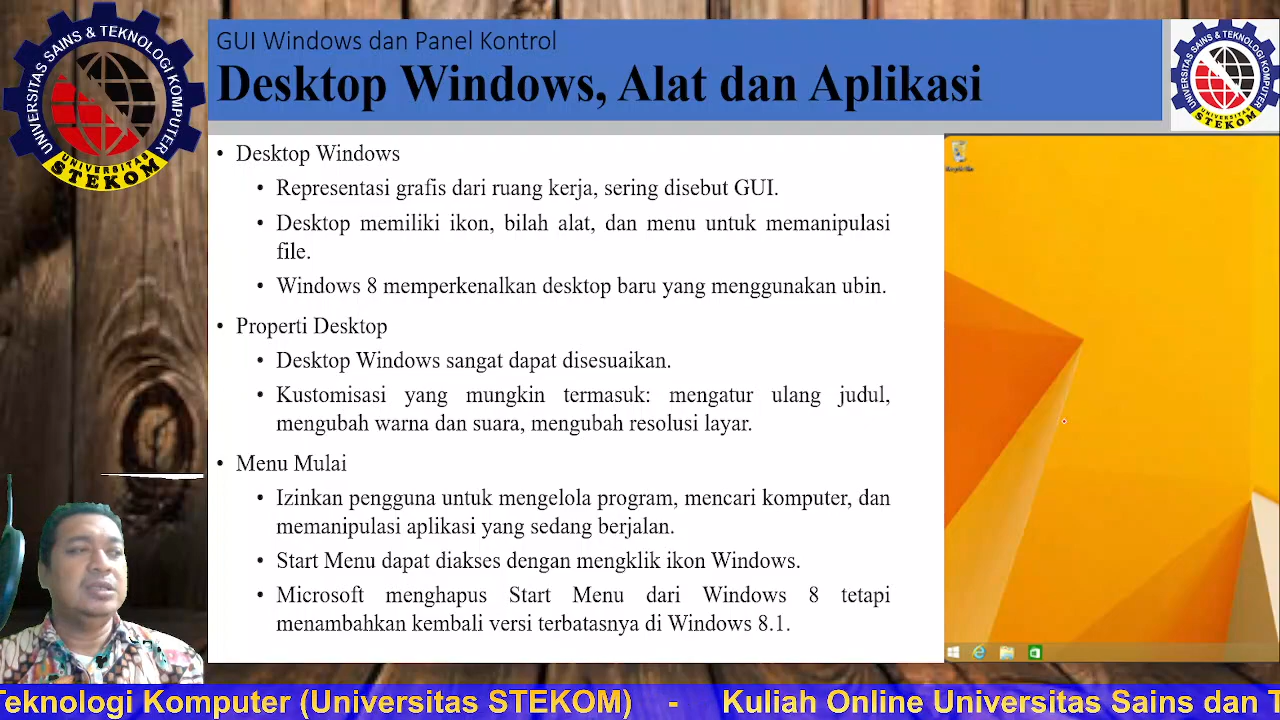 UNIVERSITAS SAINS & TEKNOLOGI KOMPUTER
UNIVERSITAS
STEKOM
GUI Windows dan Panel Kontrol
Desktop Windows, Alat dan Aplikasi
UNIVERSITAS SAINS & TEKNOLOGI KOMPUTER
UNIVERSITAS
STEKOM
• Desktop Windows
• Representasi grafis dari ruang kerja, sering disebut GUI.
• Desktop memiliki ikon, bilah alat, dan menu untuk memanipulasi
file.
• Windows 8 memperkenalkan desktop baru yang menggunakan ubin.
• Properti Desktop
• Desktop Windows sangat dapat disesuaikan.
• Kustomisasi yang mungkin termasuk: mengatur ulang judul,
mengubah warna dan suara, mengubah resolusi layar.
• Menu Mulai
• Izinkan pengguna untuk mengelola program, mencari komputer, dan
memanipulasi aplikasi yang sedang berjalan.
• Start Menu dapat diakses dengan mengklik ikon Windows.
• Microsoft menghapus Start Menu dari Windows 8 tetapi
menambahkan kembali versi terbatasnya di Windows 8.1.
Teknologi Komputer (Universitas STEKOM) - Kuliah Online Universitas Sains dan T